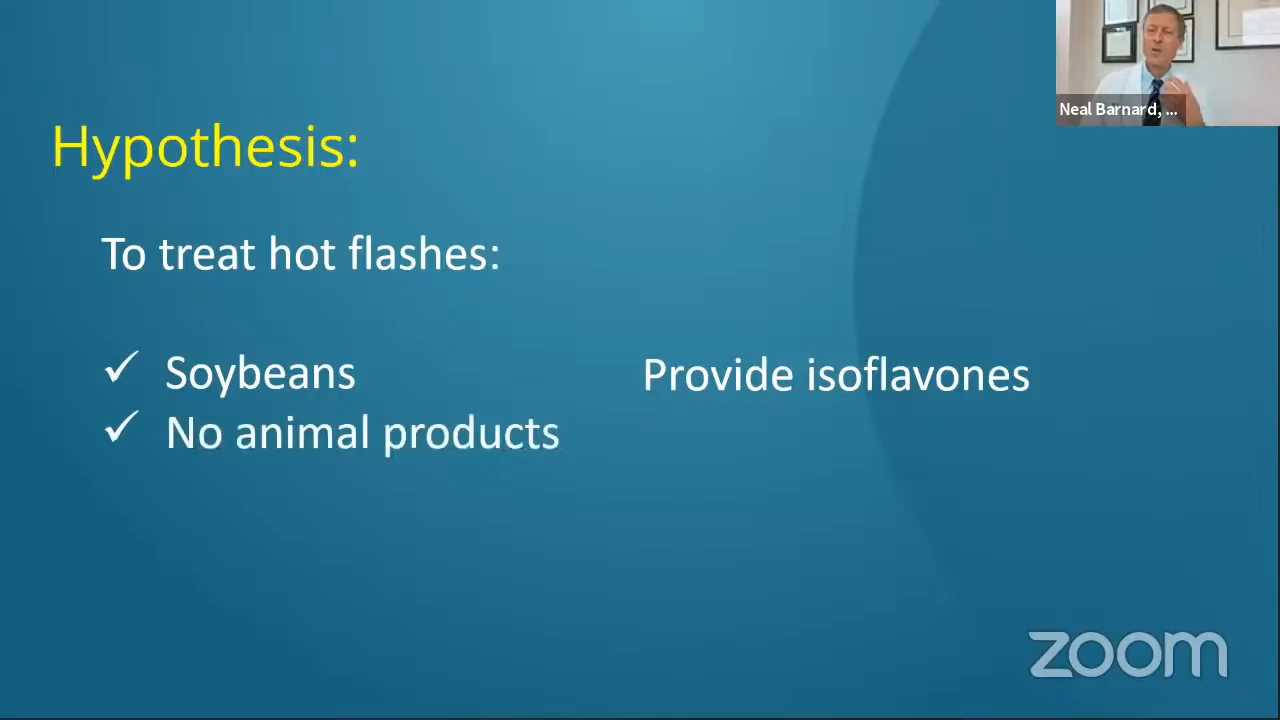 Neal Barnard, ...
Hypothesis:
To treat hot flashes:
✓ Soybeans Provide isoflavones
✓ No animal products
zoom